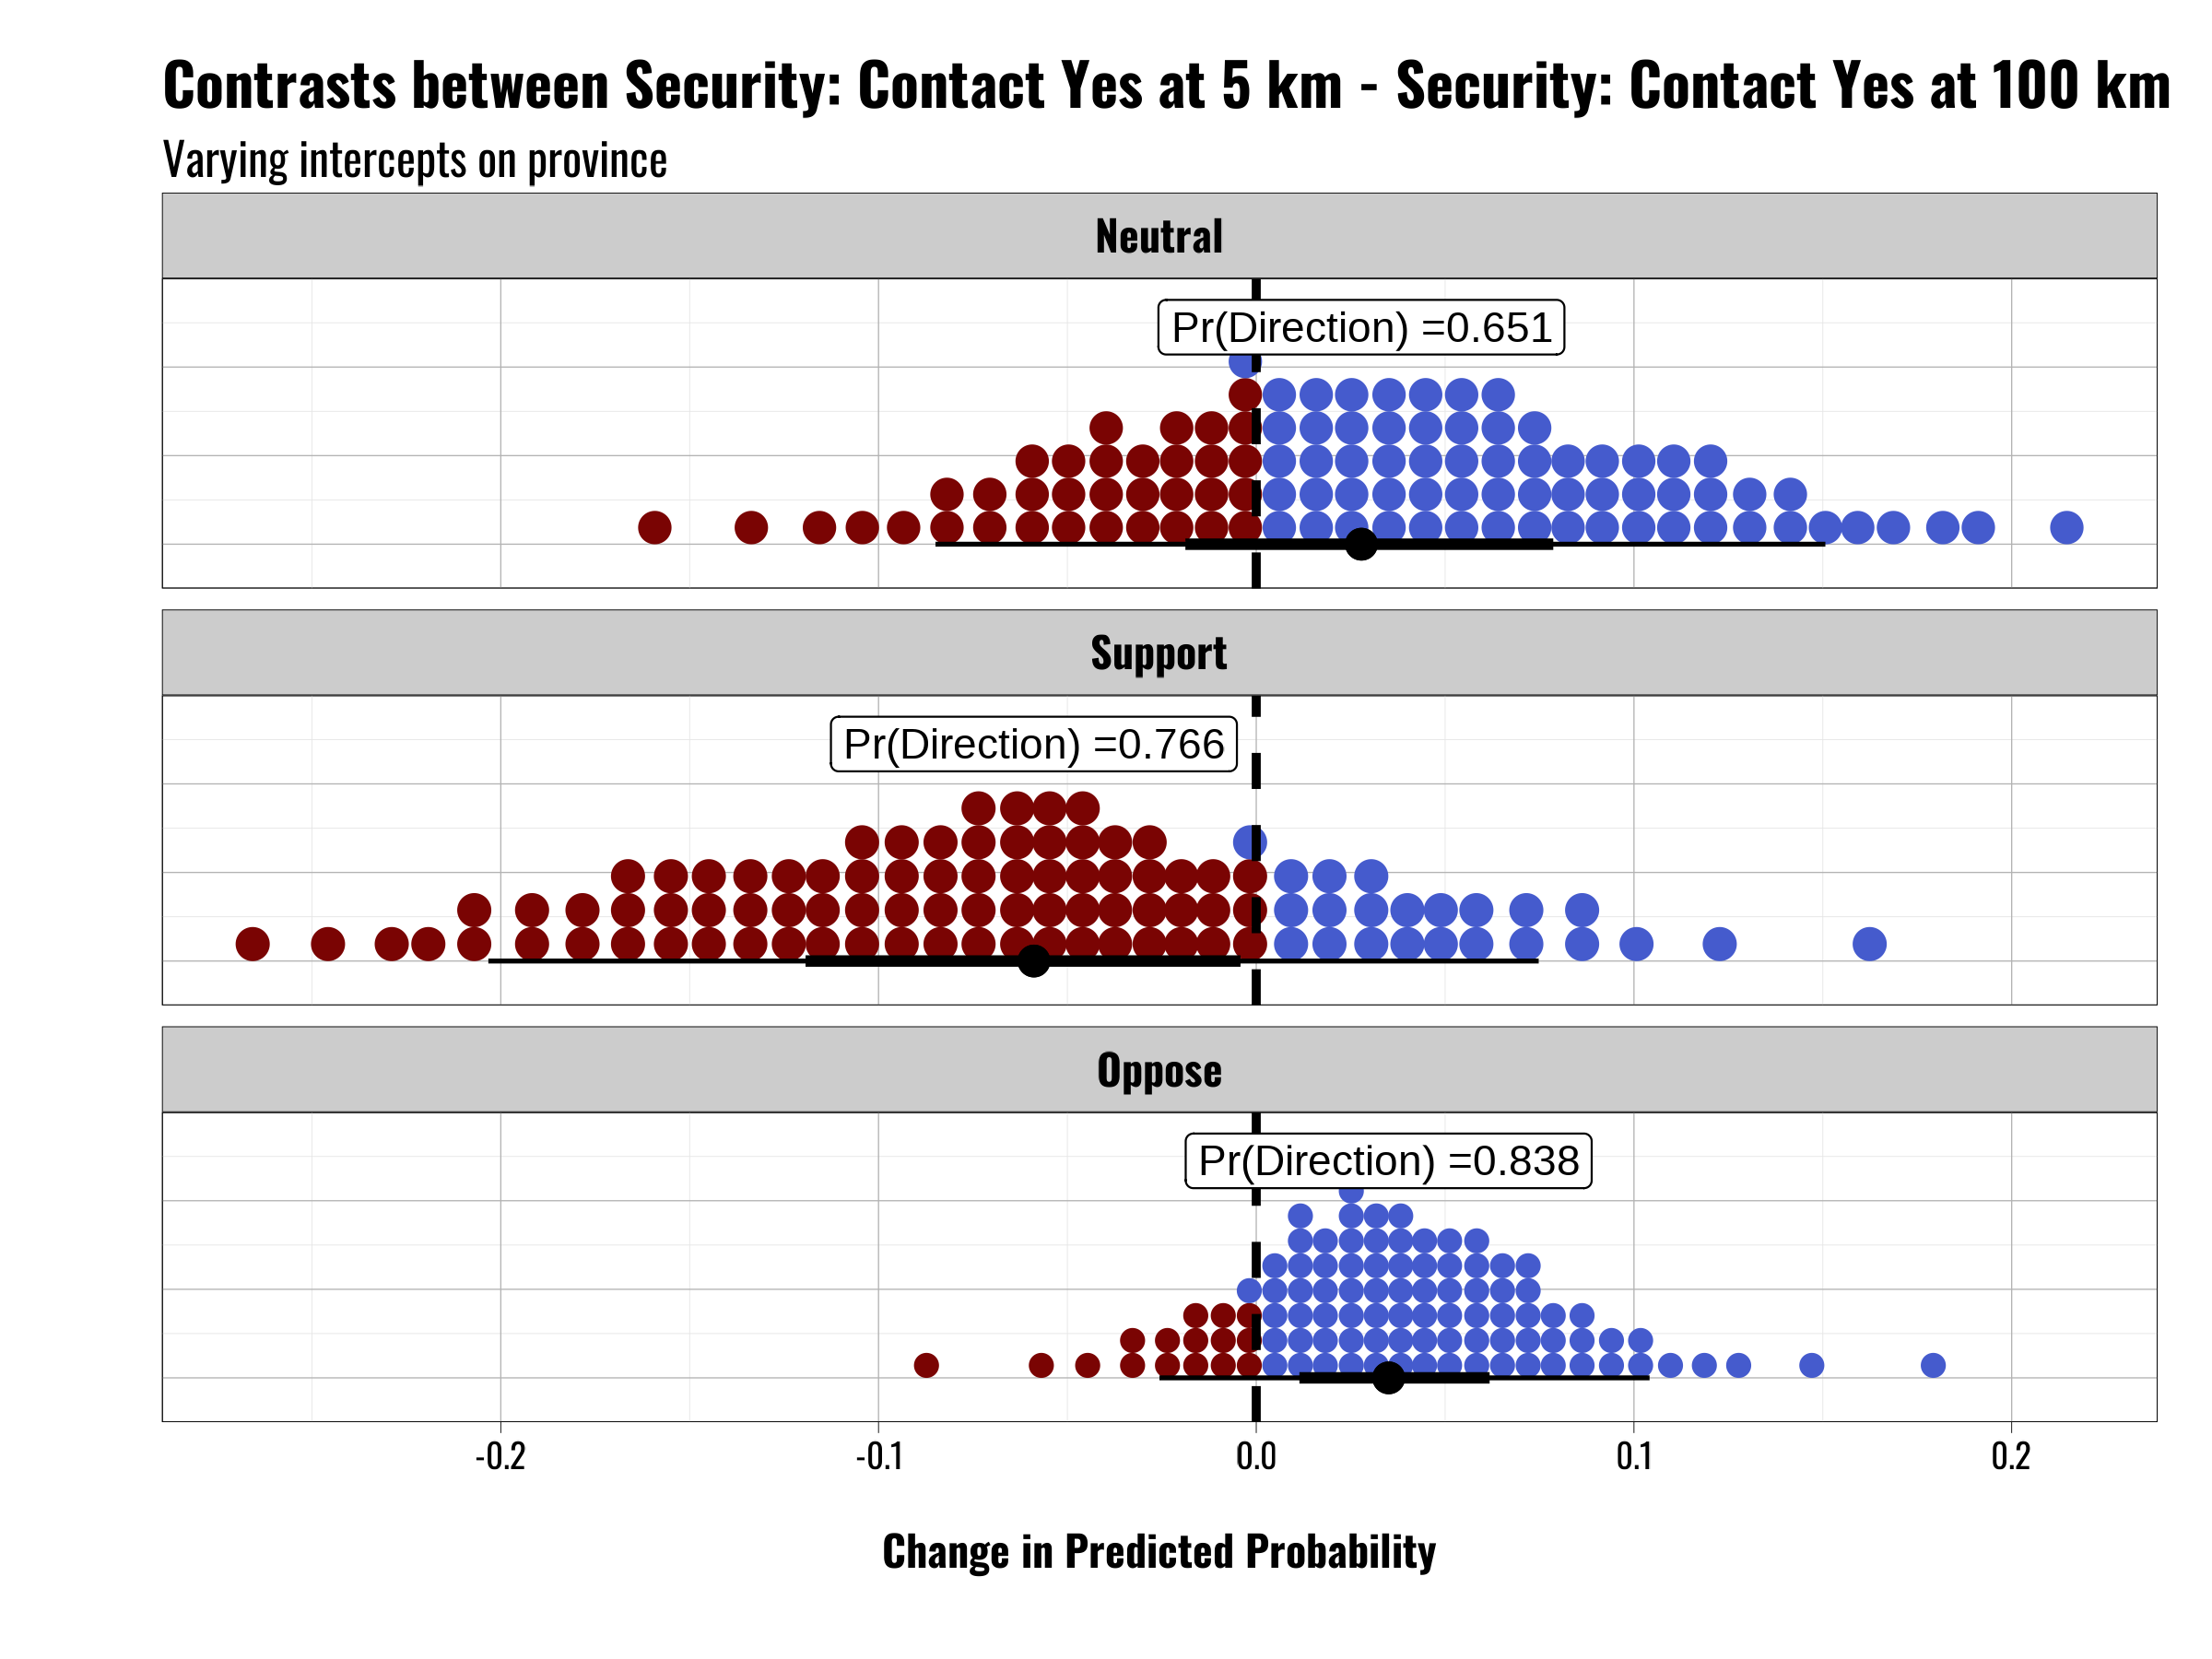 Contrasts between Security: Contact Yes at 5 km - Security: Contact Yes at 100 km
Varying intercepts on province
Neutral
Pr(Direction) =0.651
Support
Pr(Direction) =0.766
Oppose
Pr(Direction) =0.838
-0.2 -0.1 0.0 0.1 0.2
Change in Predicted Probability